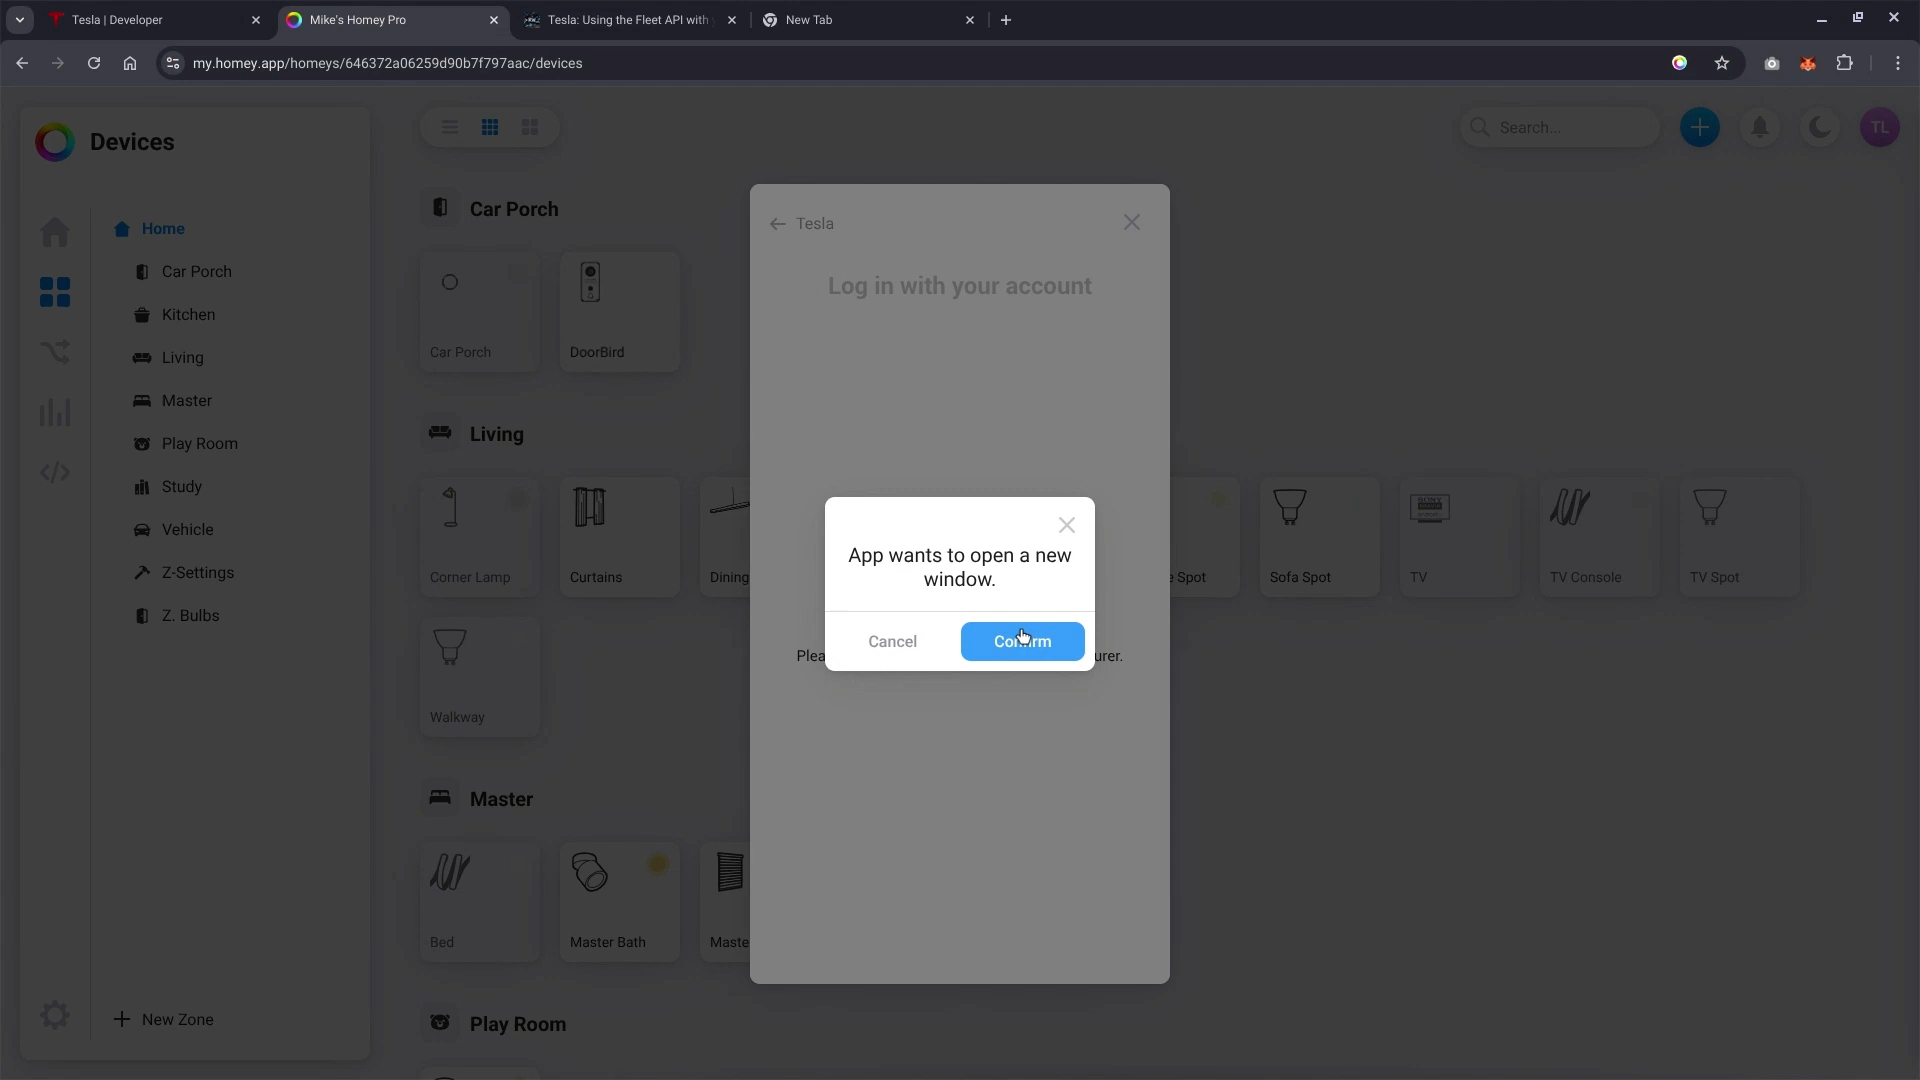 Tesla | Developer
Mike's Homey Pro
Tesla: Using the Fleet API with
New Tab
my.homey.app/homeys/646372a06259d90b7f797aac/devices
Devices
Search...
TL
Home
Car Porch
Kitchen
Living
Master
Play Room
Study
Vehicle
Z-Settings
Z. Bulbs
New Zone
Car Porch
Car Porch
DoorBird
Living
Corner Lamp
Curtains
Dining
Spot
Sofa Spot
SONY
TV
TV Console
TV Spot
Walkway
Master
Bed
Master Bath
Maste
Play Room
Tesla
Log in with your account
Plea
urer.
App wants to open a new
window.
Cancel
Confirm